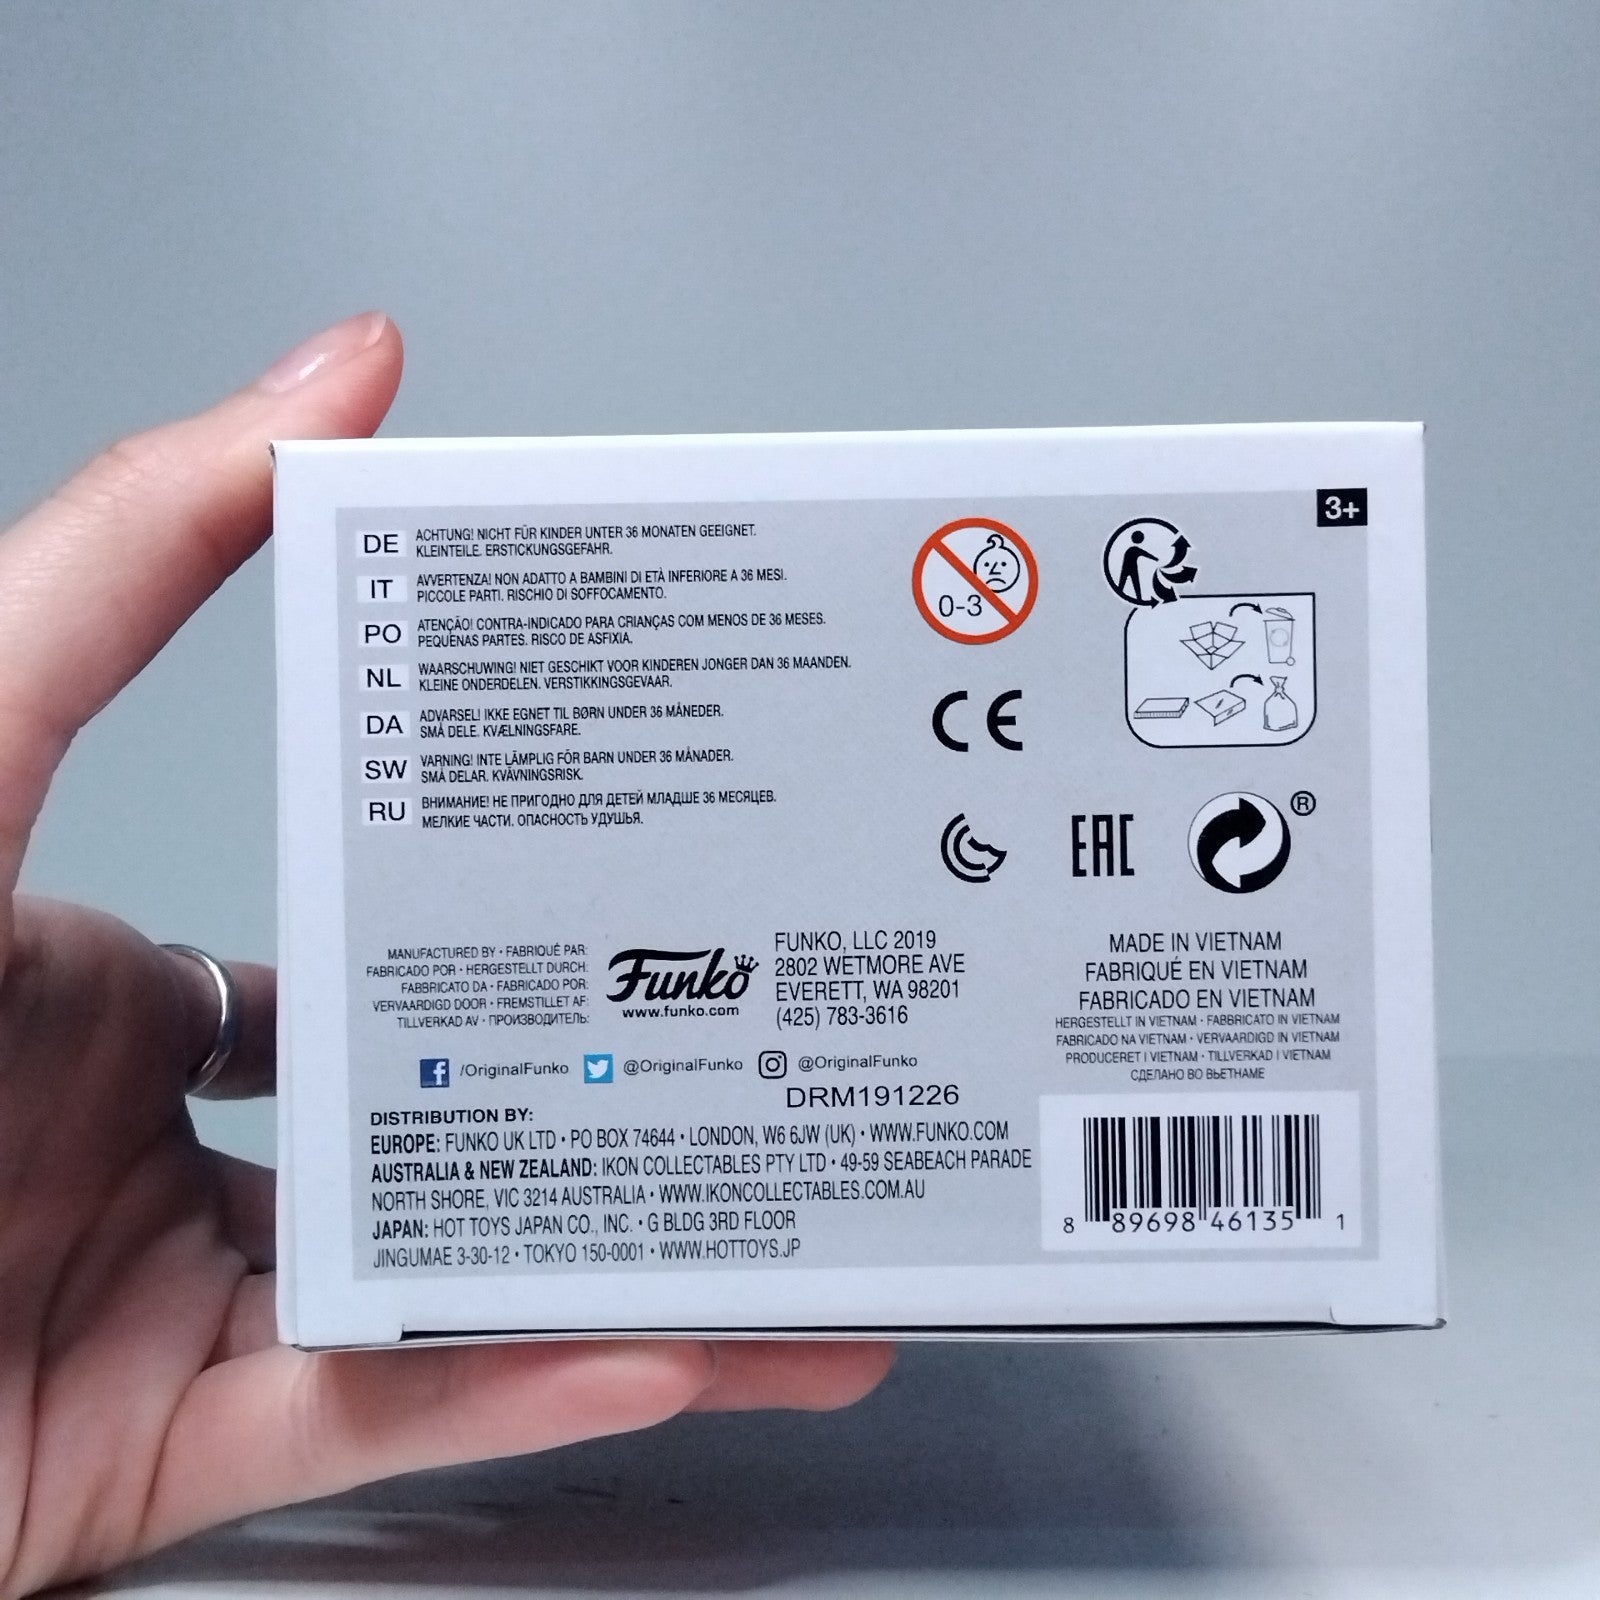 3+
DE
ACHTUNG! NICHT FÜR KINDER UNTER 36 MONATEN GEEIGNET.
KLEINTEILE. ERSTICKUNGSGEFAHR.
IT
AVVERTENZA! NON ADATTO A BAMBINI DI ETÀ INFERIORE A 36 MESI.
PICCOLE PARTI. RISCHIO DI SOFFOCAMENTO.
PO
ATENÇÃO! CONTRA-INDICADO PARA CRIANÇAS COM MENOS DE 36 MESES.
PEQUENAS PARTES. RISCO DE ASFIXIA.
NL
WAARSCHUWING! NIET GESCHIKT VOOR KINDEREN JONGER DAN 36 MAANDEN.
KLEINE ONDERDELEN. VERSTIKKINGSGEVAAR.
DA
ADVARSEL! IKKE EGNET TIL BØRN UNDER 36 MÅNEDER.
SMÅ DELE. KVÆLNINGSFARE.
SW
VARNING! INTE LÄMPLIG FÖR BARN UNDER 36 MÅNADER.
SMÅ DELAR. KVÄVNINGSRISK.
RU
ВНИМАНИЕ! НЕ ПРИГОДНО ДЛЯ ДЕТЕЙ МЛАДШЕ 36 МЕСЯЦЕВ.
МЕЛКИЕ ЧАСТИ. ОПАСНОСТЬ УДУШЬЯ.
0-3
CE
EAC
®
MANUFACTURED BY • FABRIQUÉ PAR:
FABRICADO POR • HERGESTELLT DURCH:
FABBRICATO DA • FABRICADO POR:
VERVAARDIGD DOOR • FREMSTILLET AF:
TILLVERKAD AV • ПРОИЗВОДИТЕЛЬ:
Funko
www.funko.com
FUNKO, LLC 2019
2802 WETMORE AVE
EVERETT, WA 98201
(425) 783-3616
MADE IN VIETNAM
FABRIQUÉ EN VIETNAM
FABRICADO EN VIETNAM
HERGESTELLT IN VIETNAM • FABBRICATO IN VIETNAM
FABRICADO NA VIETNAM • VERVAARDIGD IN VIETNAM
PRODUCERET I VIETNAM • TILLVERKAD I VIETNAM
СДЕЛАНО ВО ВЬЕТНАМЕ
f /OriginalFunko @OriginalFunko @OriginalFunko
DRM191226
DISTRIBUTION BY:
EUROPE: FUNKO UK LTD • PO BOX 74644 • LONDON, W6 6JW (UK) • WWW.FUNKO.COM
AUSTRALIA & NEW ZEALAND: IKON COLLECTABLES PTY LTD • 49-59 SEABEACH PARADE
NORTH SHORE, VIC 3214 AUSTRALIA • WWW.IKONCOLLECTABLES.COM.AU
JAPAN: HOT TOYS JAPAN CO., INC. • G BLDG 3RD FLOOR
JINGUMAE 3-30-12 • TOKYO 150-0001 • WWW.HOTTOYS.JP
8 89698 46135 1